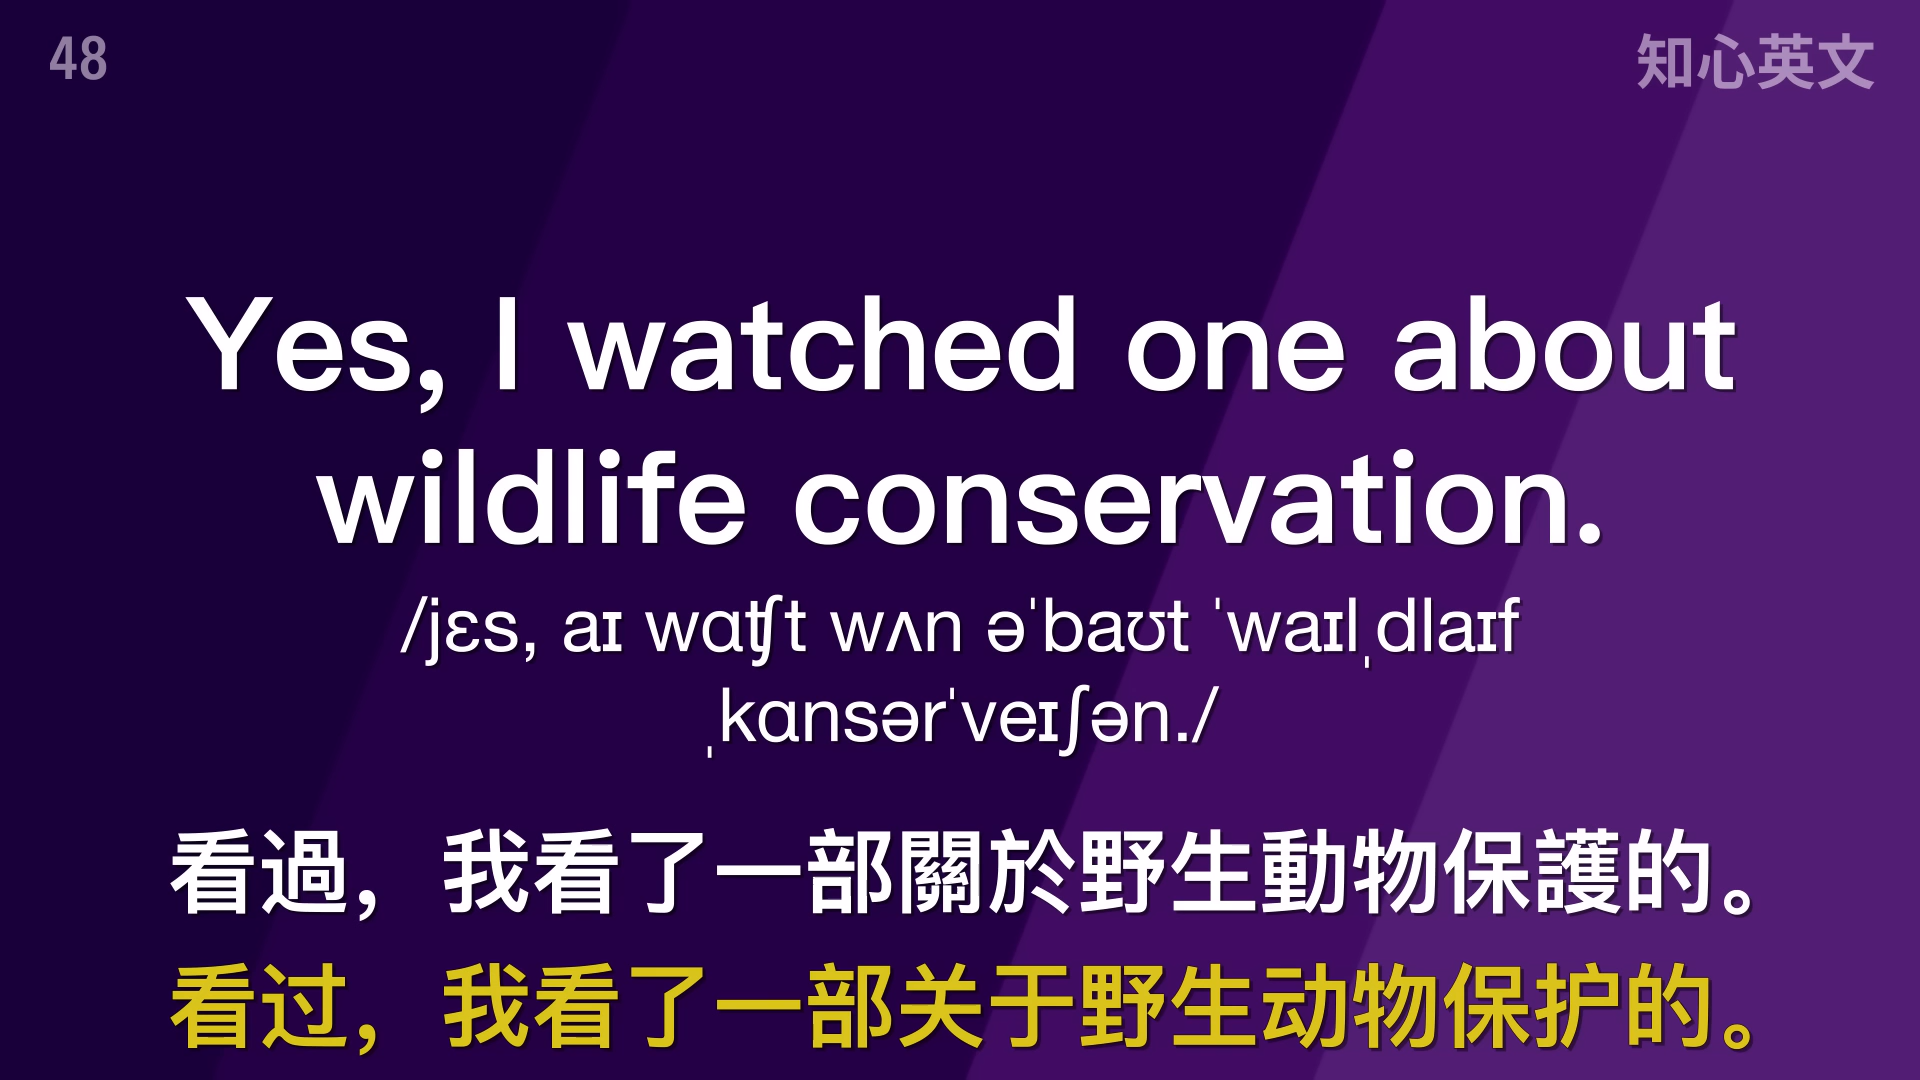 48
知心英文
Yes, I watched one about
wildlife conservation.
/jɛs, aɪ wɑʧt wʌn əˈbaʊt ˈwaɪlˌdlaɪf
ˌkɑnsərˈveɪʃən./
看過，我看了一部關於野生動物保護的。
看过，我看了一部关于野生动物保护的。